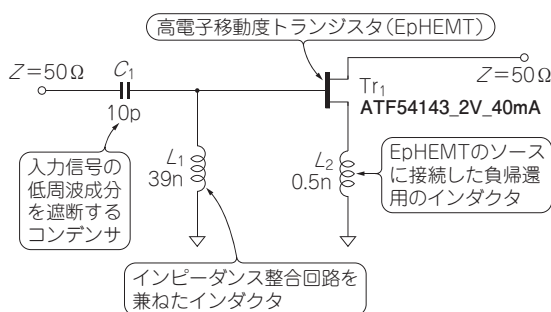 高電子移動度トランジスタ(EpHEMT)
Z=50Ω
C1
10p
Tr1
ATF54143_2V_40mA
Z=50Ω
入力信号の
低周波成分
を遮断する
コンデンサ
L1
39n
L2
0.5n
EpHEMTのソース
に接続した負帰還
用のインダクタ
インピーダンス整合回路を
兼ねたインダクタ